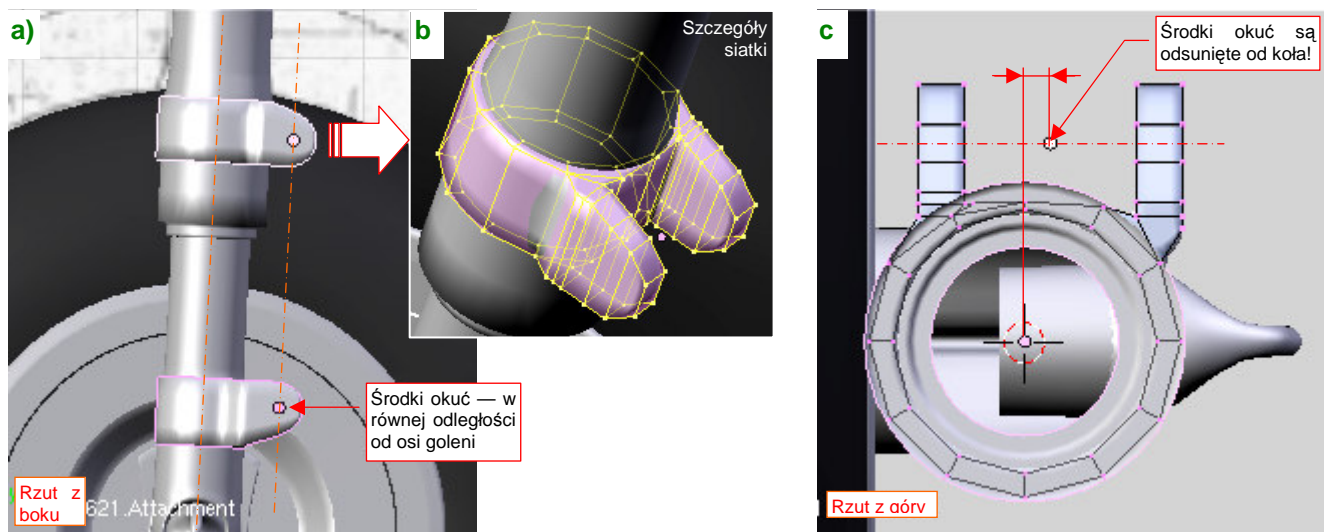 a)
b
Szczegóły
siatki
c
Środki okuć są
odsunięte od koła!
Środki okuć — w
równej odległości
od osi goleni
Rzut z
boku
621.Attachment
Rzut z góry